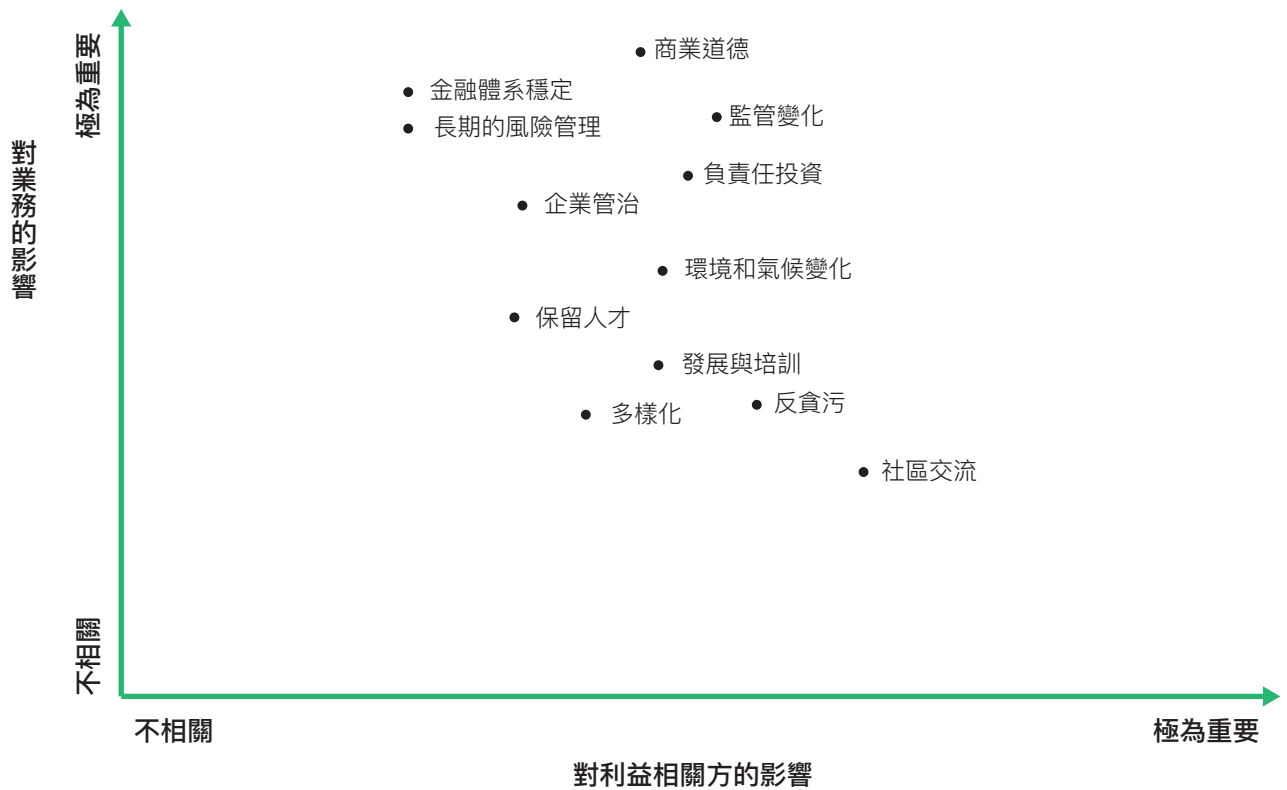 對業務的影響
極為重要
不相關
商業道德
金融體系穩定
監管變化
長期的風險管理
負責任投資
企業管治
環境和氣候變化
保留人才
發展與培訓
反貪污
多樣化
社區交流
不相關
極為重要
對利益相關方的影響